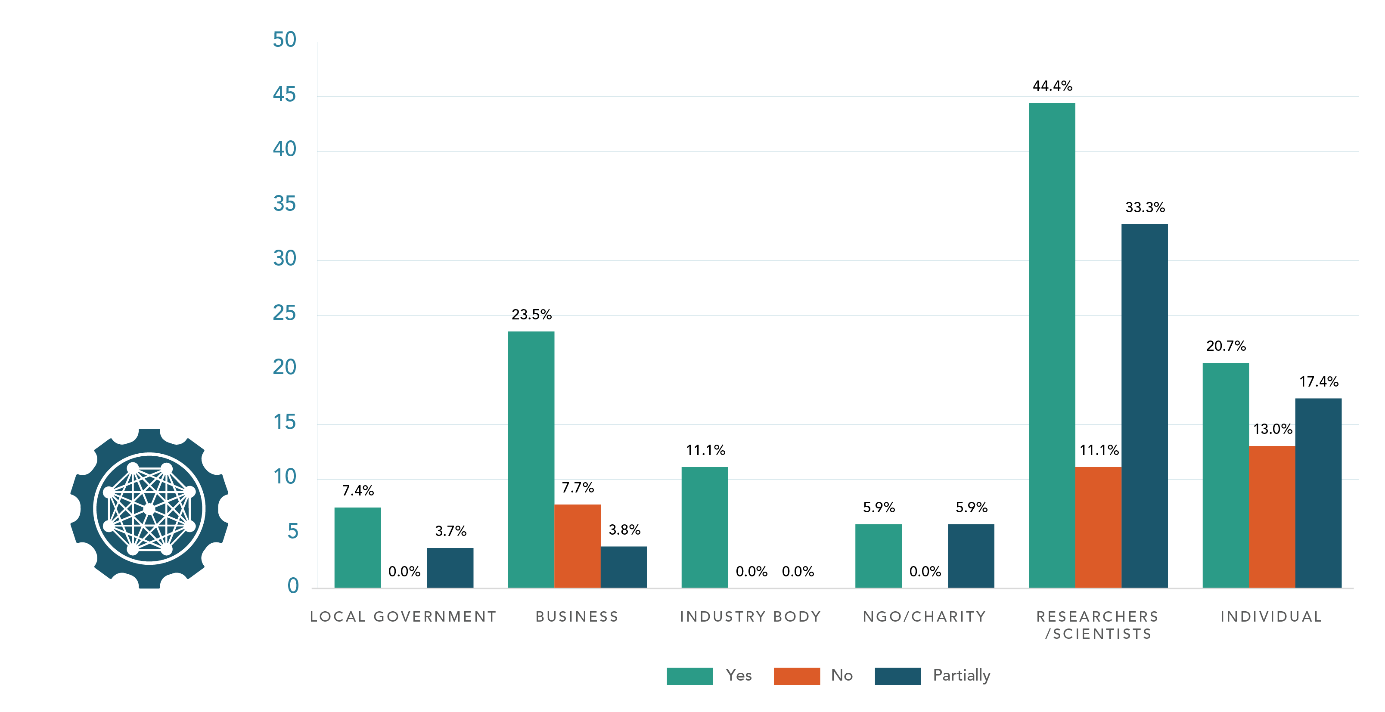 50
45
40
35
30
25
20
15
10
5
0
7.4%
0.0%
3.7%
23.5%
7.7%
3.8%
11.1%
0.0%
0.0%
5.9%
0.0%
5.9%
44.4%
11.1%
33.3%
20.7%
13.0%
17.4%
LOCAL GOVERNMENT
BUSINESS
INDUSTRY BODY
NGO/CHARITY
RESEARCHERS
/SCIENTISTS
INDIVIDUAL
Yes
No
Partially